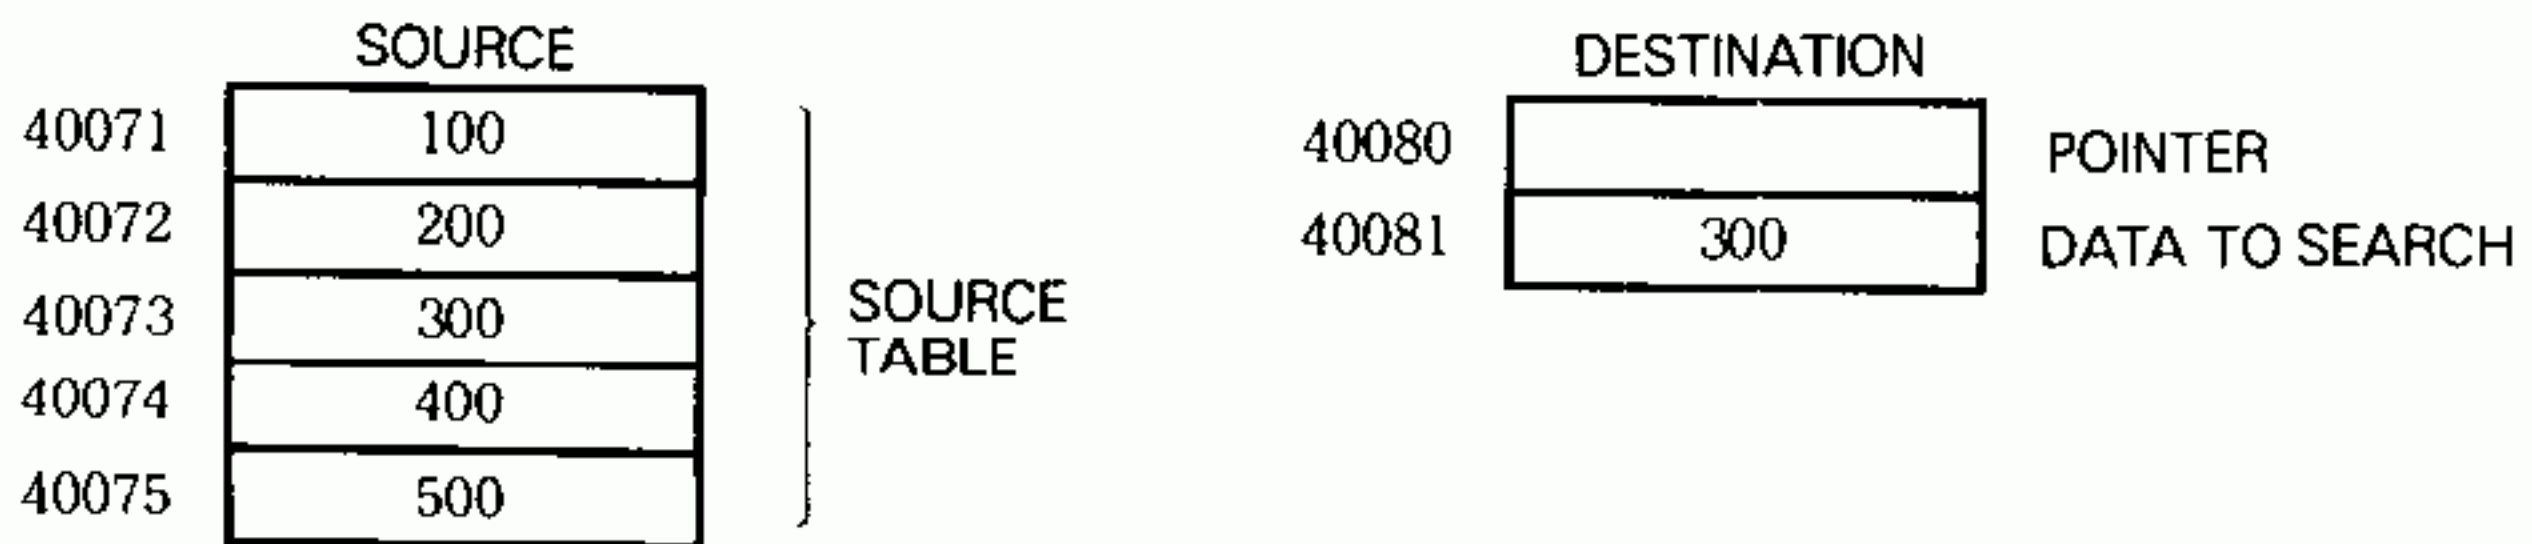 SOURCE
40071 100
40072 200
40073 300
40074 400
40075 500
SOURCE
TABLE
DESTINATION
40080 POINTER
40081 300 DATA TO SEARCH